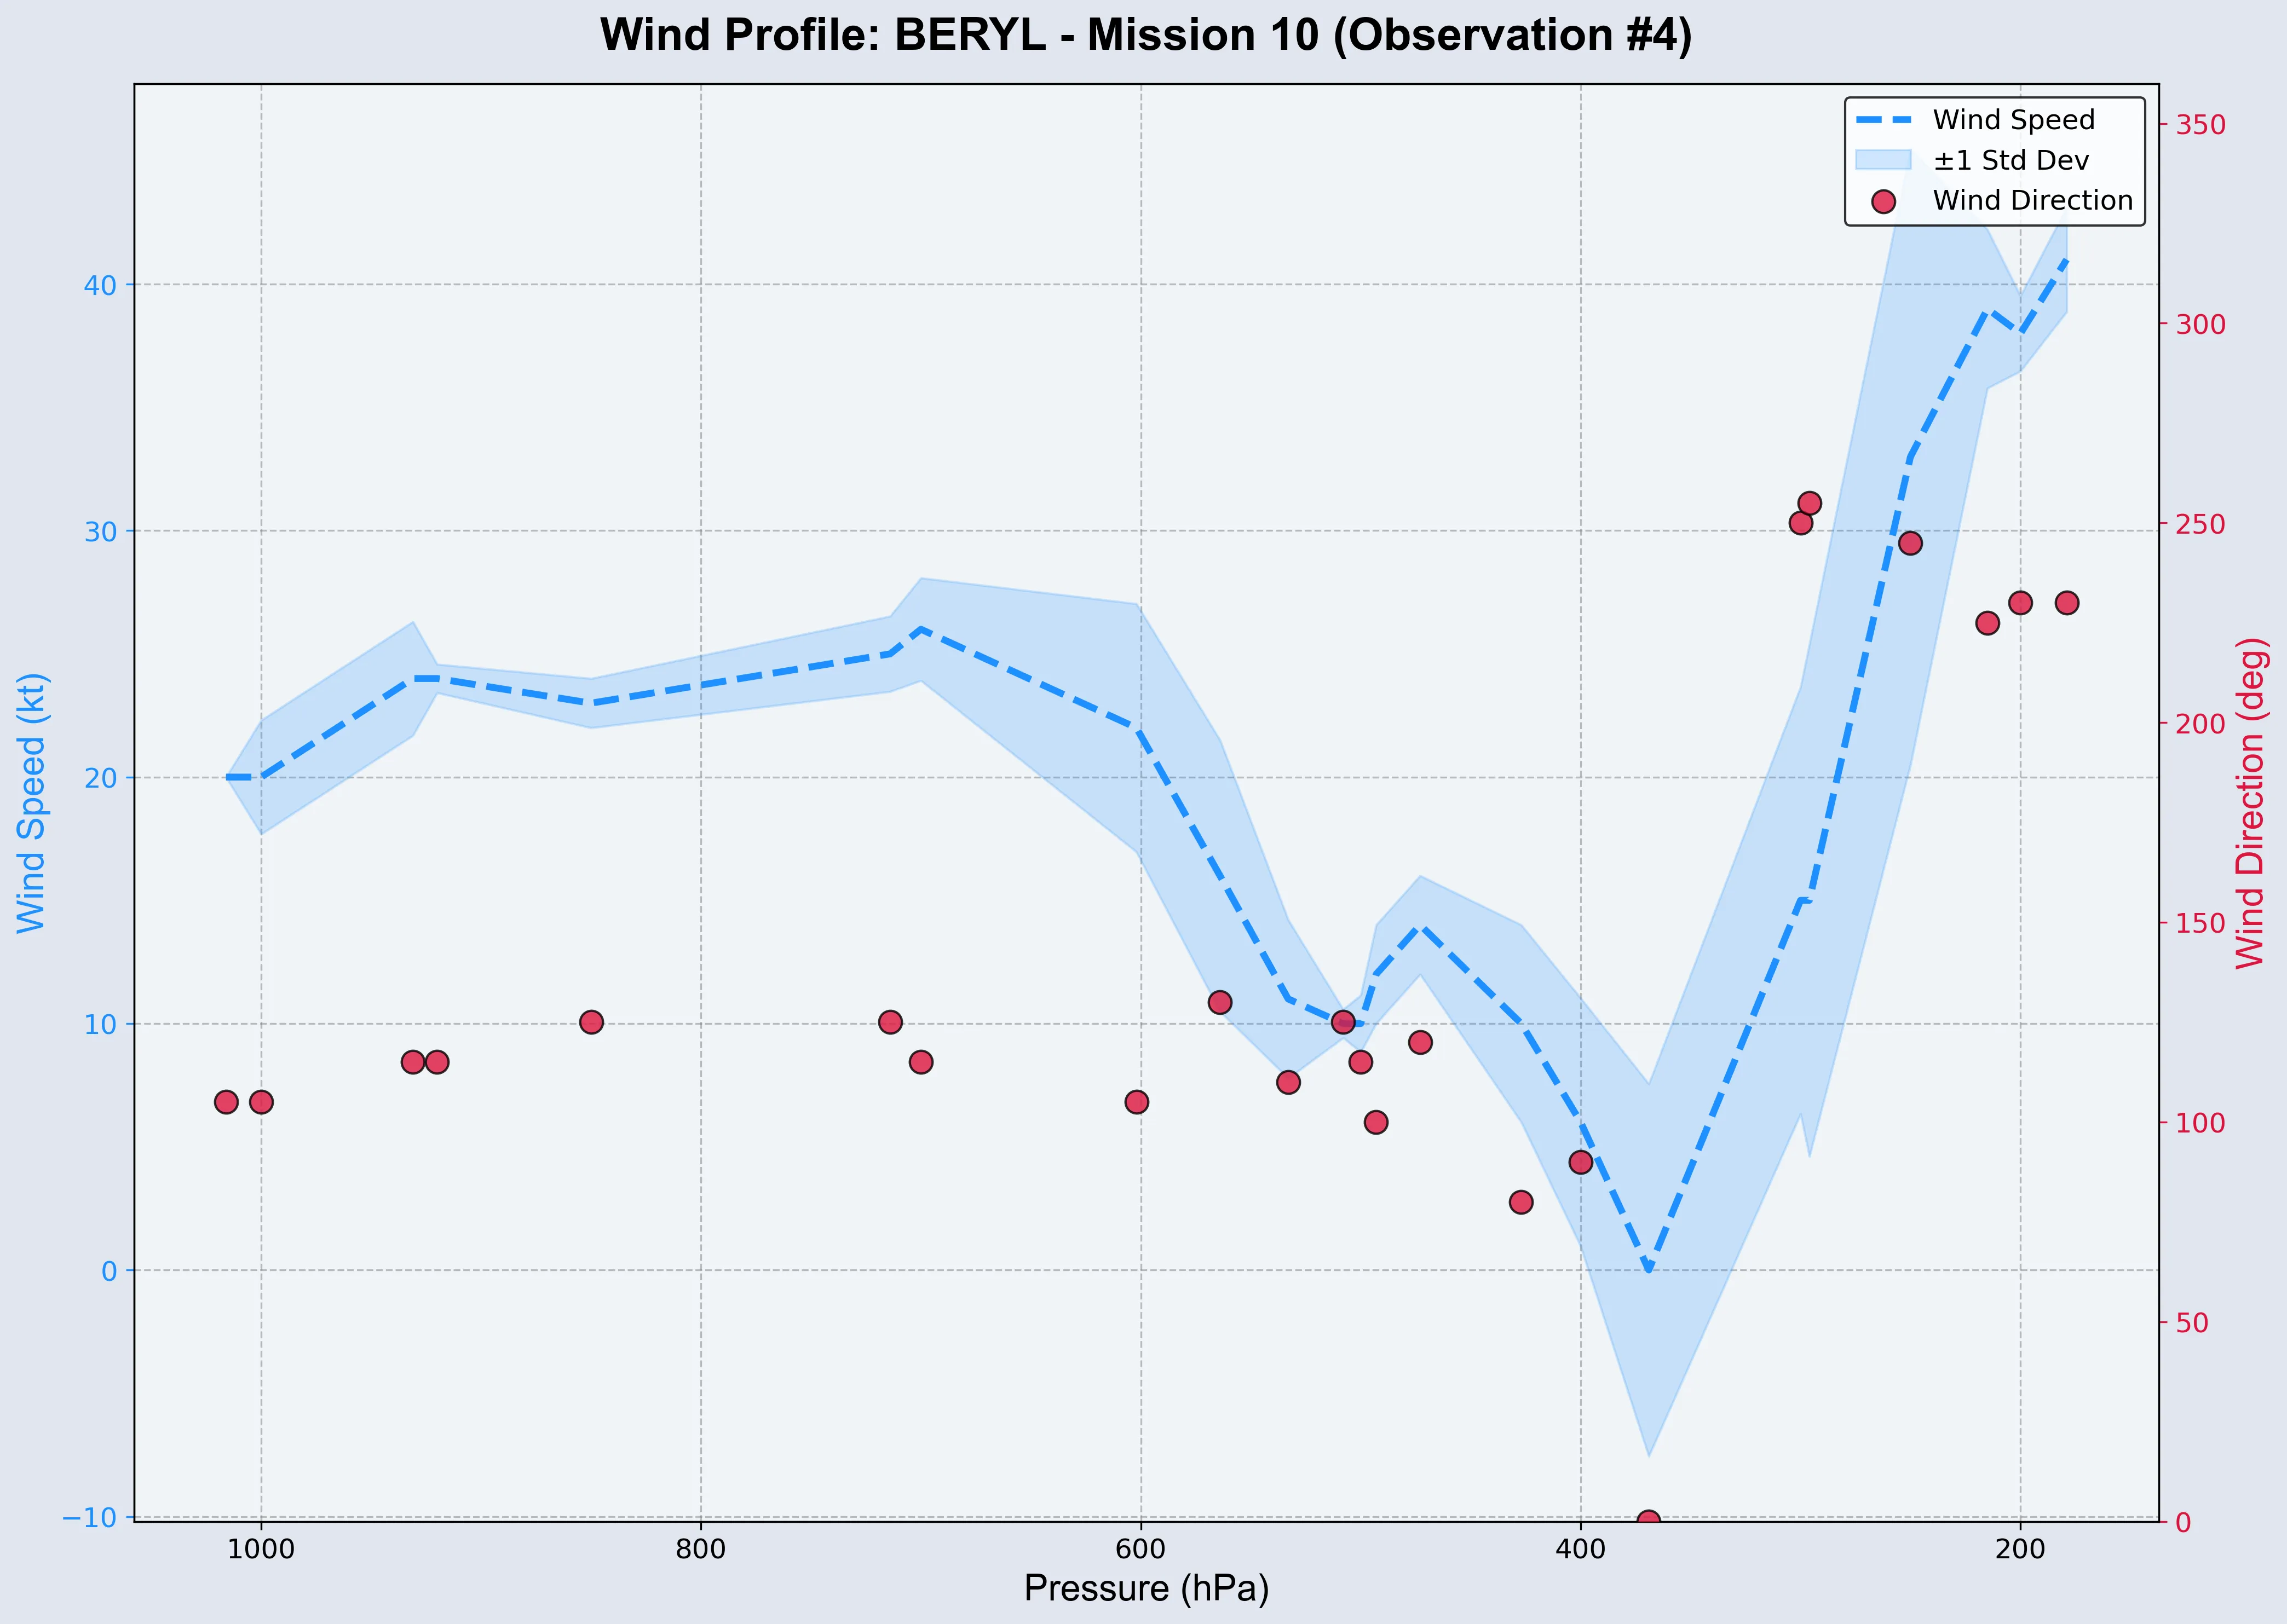 Wind Profile: BERYL - Mission 10 (Observation #4)
Wind Speed
±1 Std Dev
Wind Direction
Wind Speed (kt)
40
30
20
10
0
−10
Wind Direction (deg)
350
300
250
200
150
100
50
0
1000
800
600
400
200
Pressure (hPa)